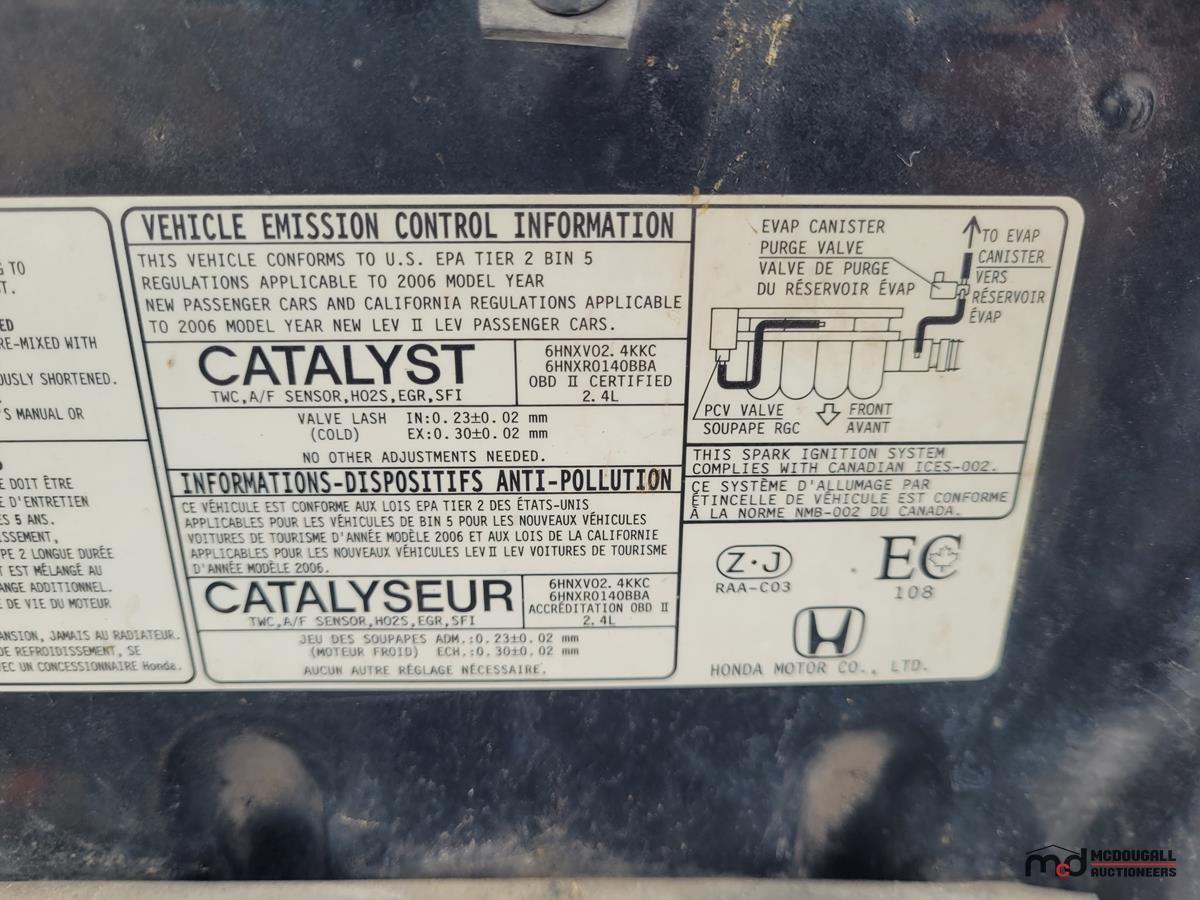 G TO
T.
ED
RE-MIXED WITH
OUSLY SHORTENED.
'S MANUAL OR
E DOIT ÊTRE
E D'ENTRETIEN
ES 5 ANS.
ISSEMENT,
PE 2 LONGUE DURÉE
T EST MÉLANGÉ AU
ANGE ADDITIONNEL.
DE VIE DU MOTEUR
ANSION, JAMAIS AU RADIATEUR.
DE REFROIDISSEMENT, SE
EC UN CONCESSIONNAIRE Honda.
VEHICLE EMISSION CONTROL INFORMATION
THIS VEHICLE CONFORMS TO U.S. EPA TIER 2 BIN 5
REGULATIONS APPLICABLE TO 2006 MODEL YEAR
NEW PASSENGER CARS AND CALIFORNIA REGULATIONS APPLICABLE
TO 2006 MODEL YEAR NEW LEV II LEV PASSENGER CARS.
CATALYST
TWC,A/F SENSOR,HO2S,EGR,SFI
6HNXV02.4KKC
6HNXR0140BBA
OBD II CERTIFIED
2.4L
VALVE LASH IN:0.23±0.02 mm
(COLD) EX:0.30±0.02 mm
NO OTHER ADJUSTMENTS NEEDED.
INFORMATIONS-DISPOSITIFS ANTI-POLLUTION
CE VÉHICULE EST CONFORME AUX LOIS EPA TIER 2 DES ÉTATS-UNIS
APPLICABLES POUR LES VÉHICULES DE BIN 5 POUR LES NOUVEAUX VÉHICULES
VOITURES DE TOURISME D'ANNÉE MODÈLE 2006 ET AUX LOIS DE LA CALIFORNIE
APPLICABLES POUR LES NOUVEAUX VÉHICULES LEV II LEV VOITURES DE TOURISME
D'ANNÉE MODÈLE 2006.
CATALYSEUR
TWC,A/F SENSOR,HO2S,EGR,SFI
6HNXV02.4KKC
6HNXR0140BBA
ACCRÉDITATION OBD II
2.4L
JEU DES SOUPAPES ADM.:0.23±0.02 mm
(MOTEUR FROID) ECH.:0.30±0.02 mm
AUCUN AUTRE RÉGLAGE NÉCESSAIRE.
EVAP CANISTER
PURGE VALVE
VALVE DE PURGE
DU RÉSERVOIR ÉVAP
TO EVAP
CANISTER
VERS
RÉSERVOIR
ÉVAP
PCV VALVE
SOUPAPE RGC
FRONT
AVANT
THIS SPARK IGNITION SYSTEM
COMPLIES WITH CANADIAN ICES-002.
CE SYSTÈME D'ALLUMAGE PAR
ÉTINCELLE DE VÉHICULE EST CONFORME
À LA NORME NMB-002 DU CANADA.
Z·J
RAA-C03
EC
108
HONDA MOTOR CO., LTD.
mcd MCDOUGALL
AUCTIONEERS